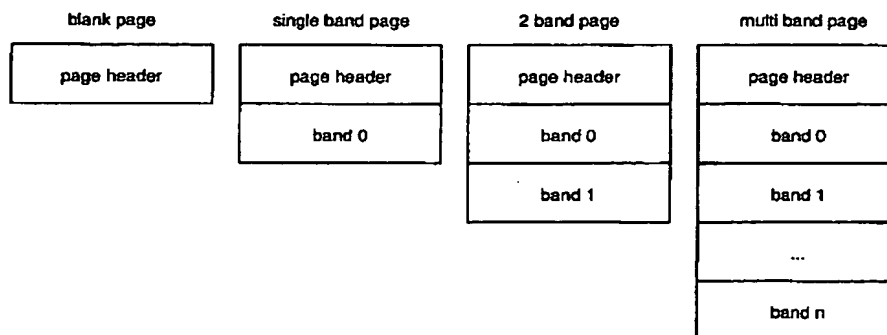 blank page
single band page
2 band page
multi band page
page header
page header
page header
page header
band 0
band 0
band 0
band 1
band 1
...
band n